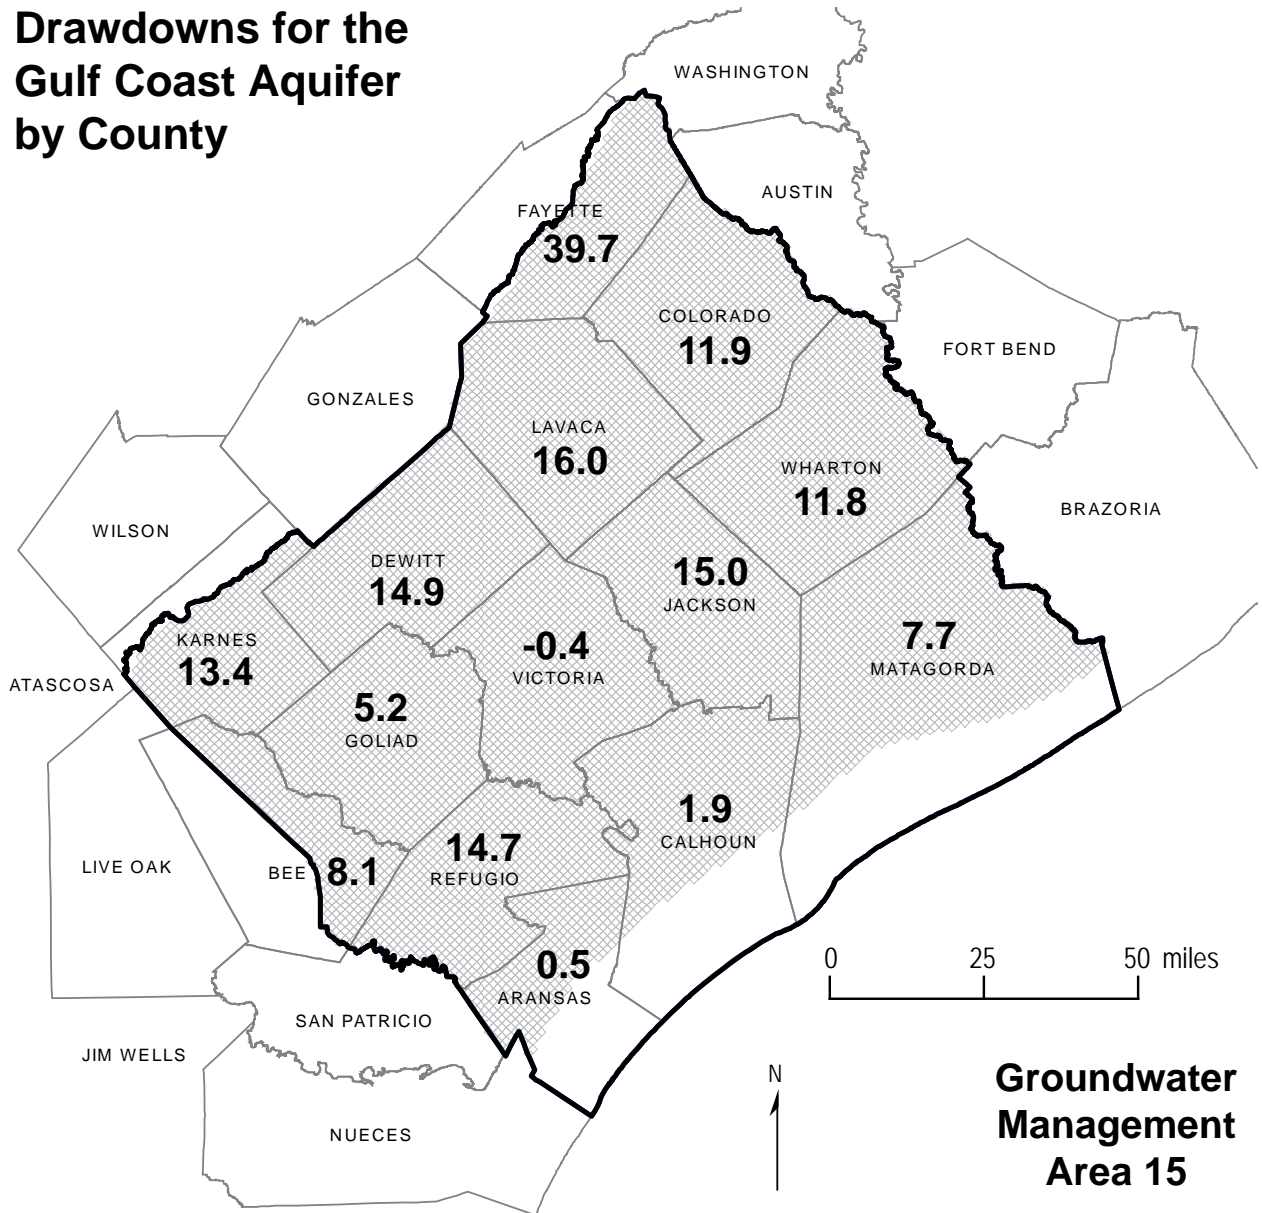 Drawdowns for the
Gulf Coast Aquifer
by County
WASHINGTON
AUSTIN
FAYETTE
39.7
COLORADO
11.9
FORT BEND
GONZALES
LAVACA
16.0
WHARTON
11.8
BRAZORIA
WILSON
DEWITT
14.9
15.0
JACKSON
KARNES
13.4
-0.4
VICTORIA
7.7
MATAGORDA
ATASCOSA
5.2
GOLIAD
1.9
CALHOUN
LIVE OAK
BEE 8.1
14.7
REFUGIO
0.5
ARANSAS
0 25 50 miles
SAN PATRICIO
JIM WELLS
NUECES
N
Groundwater
Management
Area 15